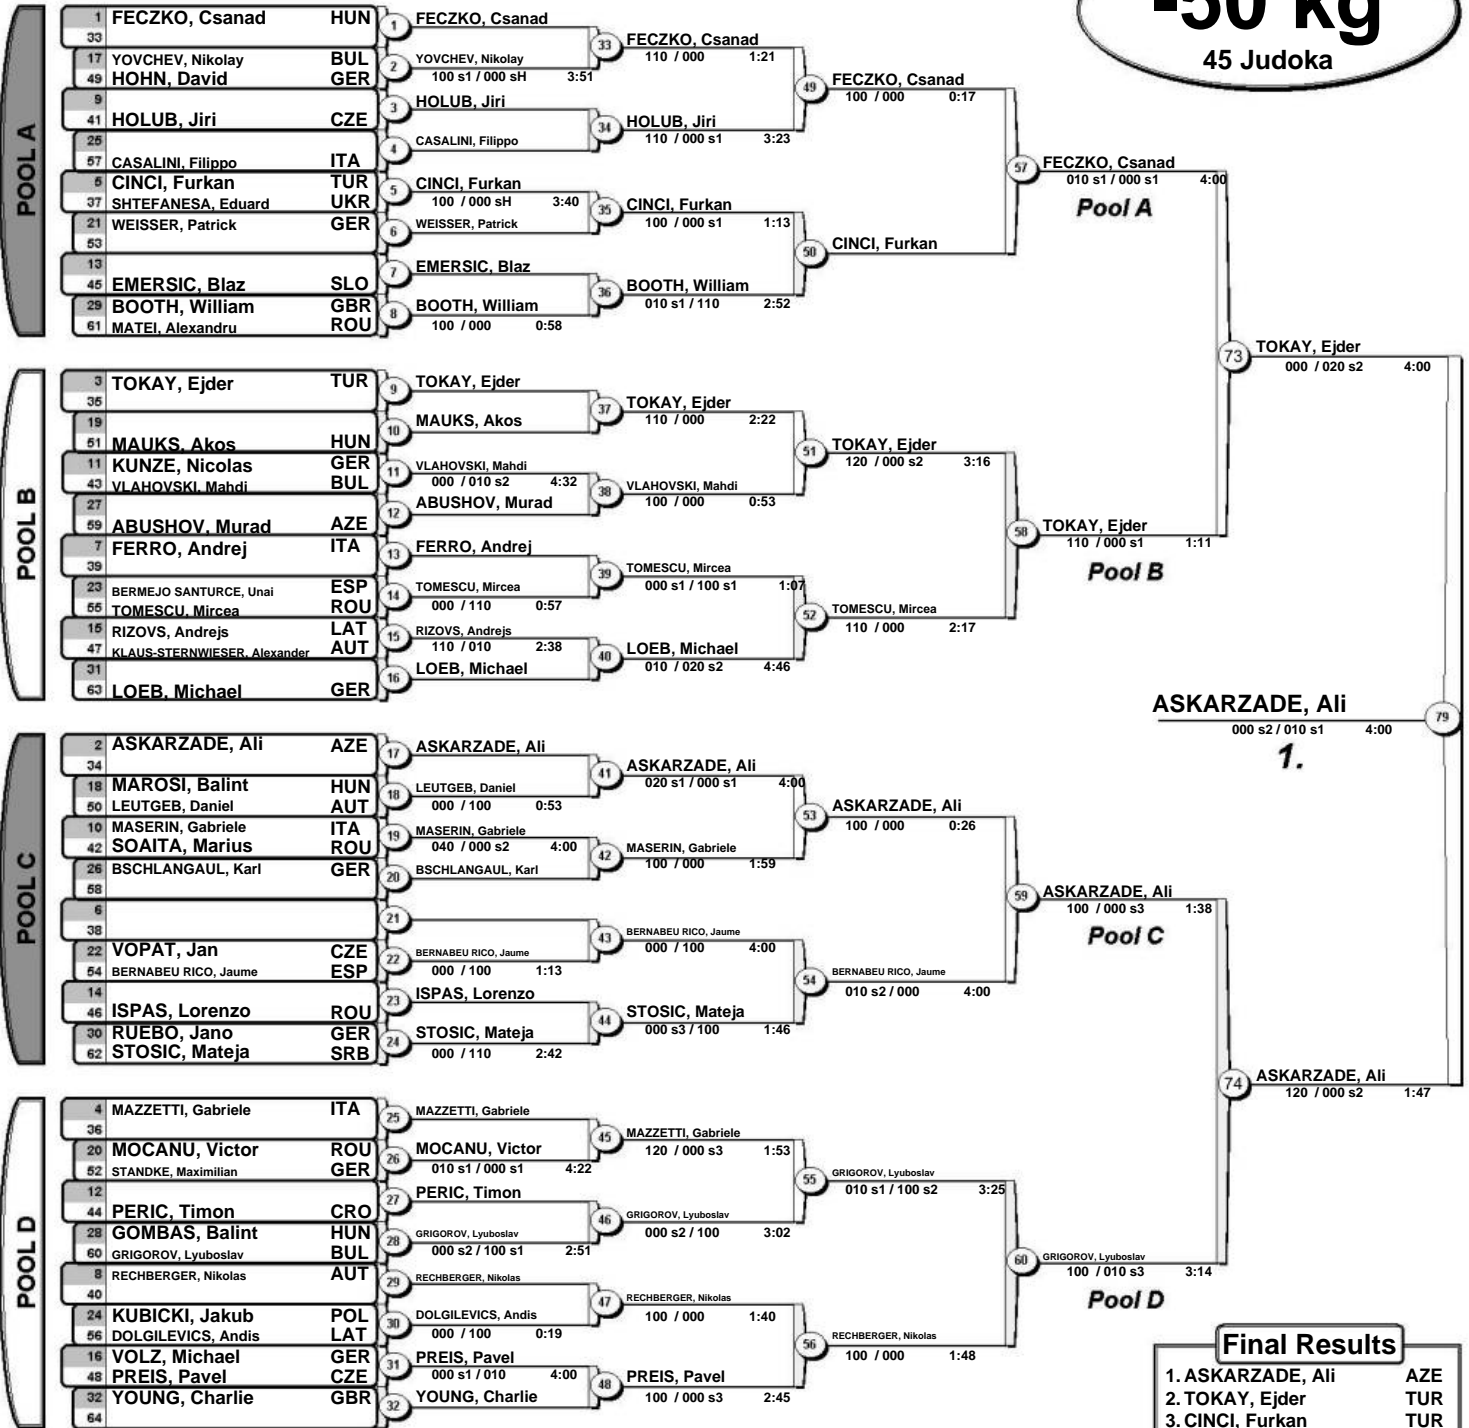 -50 kg
45 Judoka
POOL A
1 FECZKO, Csanad HUN
33
17 YOVCHEV, Nikolay BUL
49 HOHN, David GER
9
41 HOLUB, Jiri CZE
25
57 CASALINI, Filippo ITA
5 CINCI, Furkan TUR
37 SHTEFANESA, Eduard UKR
21 WEISSER, Patrick GER
53
13
45 EMERSIC, Blaz SLO
29 BOOTH, William GBR
61 MATEI, Alexandru ROU
1 FECZKO, Csanad
2 YOVCHEV, Nikolay
100 s1 / 000 sH 3:51
3 HOLUB, Jiri
4 CASALINI, Filippo
5 CINCI, Furkan
100 / 000 sH 3:40
6 WEISSER, Patrick
7 EMERSIC, Blaz
8 BOOTH, William
100 / 000 0:58
33 FECZKO, Csanad
110 / 000 1:21
34 HOLUB, Jiri
110 / 000 s1 3:23
35 CINCI, Furkan
100 / 000 s1 1:13
36 BOOTH, William
010 s1 / 110 2:52
49 FECZKO, Csanad
100 / 000 0:17
50 CINCI, Furkan
57 FECZKO, Csanad
010 s1 / 000 s1 4:00
Pool A
POOL B
3 TOKAY, Ejder TUR
35
19
51 MAUKS, Akos HUN
11 KUNZE, Nicolas GER
43 VLAHOVSKI, Mahdi BUL
27
59 ABUSHOV, Murad AZE
7 FERRO, Andrej ITA
39
23 BERMEJO SANTURCE, Unai ESP
55 TOMESCU, Mircea ROU
15 RIZOVS, Andrejs LAT
47 KLAUS-STERNWIESER, Alexander AUT
31
63 LOEB, Michael GER
9 TOKAY, Ejder
10 MAUKS, Akos
11 VLAHOVSKI, Mahdi
000 / 010 s2 4:32
12 ABUSHOV, Murad
13 FERRO, Andrej
14 TOMESCU, Mircea
000 / 110 0:57
15 RIZOVS, Andrejs
110 / 010 2:38
16 LOEB, Michael
37 TOKAY, Ejder
110 / 000 2:22
38 VLAHOVSKI, Mahdi
100 / 000 0:53
39 TOMESCU, Mircea
000 s1 / 100 s1 1:07
40 LOEB, Michael
010 / 020 s2 4:46
51 TOKAY, Ejder
120 / 000 s2 3:16
52 TOMESCU, Mircea
110 / 000 2:17
58 TOKAY, Ejder
110 / 000 s1 1:11
Pool B
73 TOKAY, Ejder
000 / 020 s2 4:00
ASKARZADE, Ali 79
000 s2 / 010 s1 4:00
1.
POOL C
2 ASKARZADE, Ali AZE
34
18 MAROSI, Balint HUN
50 LEUTGEB, Daniel AUT
10 MASERIN, Gabriele ITA
42 SOAITA, Marius ROU
26 BSCHLANGAUL, Karl GER
58
6
38
22 VOPAT, Jan CZE
54 BERNABEU RICO, Jaume ESP
14
46 ISPAS, Lorenzo ROU
30 RUEBO, Jano GER
62 STOSIC, Mateja SRB
17 ASKARZADE, Ali
18 LEUTGEB, Daniel
000 / 100 0:53
19 MASERIN, Gabriele
040 / 000 s2 4:00
20 BSCHLANGAUL, Karl
21
22 BERNABEU RICO, Jaume
000 / 100 1:13
23 ISPAS, Lorenzo
24 STOSIC, Mateja
000 / 110 2:42
41 ASKARZADE, Ali
020 s1 / 000 s1 4:00
42 MASERIN, Gabriele
100 / 000 1:59
43 BERNABEU RICO, Jaume
000 / 100 4:00
44 STOSIC, Mateja
000 s3 / 100 1:46
53 ASKARZADE, Ali
100 / 000 0:26
54 BERNABEU RICO, Jaume
010 s2 / 000 4:00
59 ASKARZADE, Ali
100 / 000 s3 1:38
Pool C
74 ASKARZADE, Ali
120 / 000 s2 1:47
POOL D
4 MAZZETTI, Gabriele ITA
36
20 MOCANU, Victor ROU
52 STANDKE, Maximilian GER
12
44 PERIC, Timon CRO
28 GOMBAS, Balint HUN
60 GRIGOROV, Lyuboslav BUL
8 RECHBERGER, Nikolas AUT
40
24 KUBICKI, Jakub POL
56 DOLGILEVICS, Andis LAT
16 VOLZ, Michael GER
48 PREIS, Pavel CZE
32 YOUNG, Charlie GBR
64
25 MAZZETTI, Gabriele
26 MOCANU, Victor
010 s1 / 000 s1 4:22
27 PERIC, Timon
28 GRIGOROV, Lyuboslav
000 s2 / 100 s1 2:51
29 RECHBERGER, Nikolas
30 DOLGILEVICS, Andis
000 / 100 0:19
31 PREIS, Pavel
000 s1 / 010 4:00
32 YOUNG, Charlie
45 MAZZETTI, Gabriele
120 / 000 s3 1:53
46 GRIGOROV, Lyuboslav
000 s2 / 100 3:02
47 RECHBERGER, Nikolas
100 / 000 1:40
48 PREIS, Pavel
100 / 000 s3 2:45
55 GRIGOROV, Lyuboslav
010 s1 / 100 s2 3:25
56 RECHBERGER, Nikolas
100 / 000 1:48
60 GRIGOROV, Lyuboslav
100 / 010 s3 3:14
Pool D
Final Results
1. ASKARZADE, Ali AZE
2. TOKAY, Ejder TUR
3. CINCI, Furkan TUR